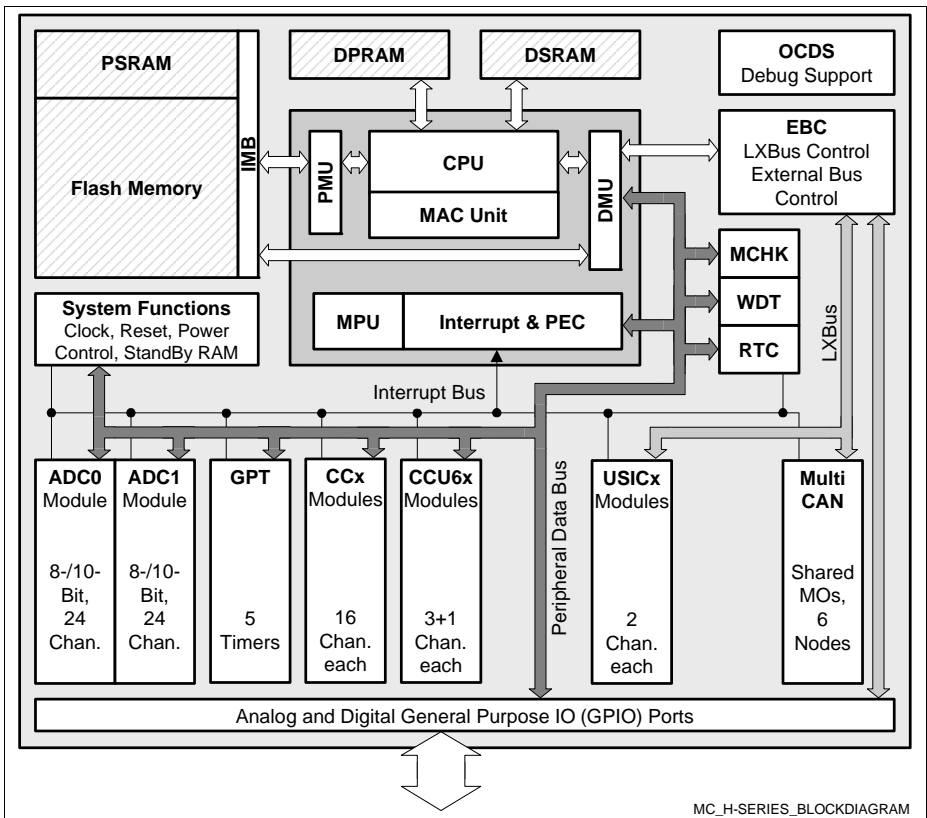 PSRAM
Flash Memory
IMB
DPRAM
DSRAM
OCDS
Debug Support
PMU
CPU
MAC Unit
DMU
EBC
LXBus Control
External Bus
Control
MPU
Interrupt & PEC
MCHK
WDT
RTC
LXBus
System Functions
Clock, Reset, Power
Control, StandBy RAM
Interrupt Bus
Peripheral Data Bus
ADC0
Module
8-/10-
Bit,
24
Chan.
ADC1
Module
8-/10-
Bit,
24
Chan.
GPT
5
Timers
CCx
Modules
16
Chan.
each
CCU6x
Modules
3+1
Chan.
each
USICx
Modules
2
Chan.
each
Multi
CAN
Shared
MOs,
6
Nodes
Analog and Digital General Purpose IO (GPIO) Ports
MC_H-SERIES_BLOCKDIAGRAM